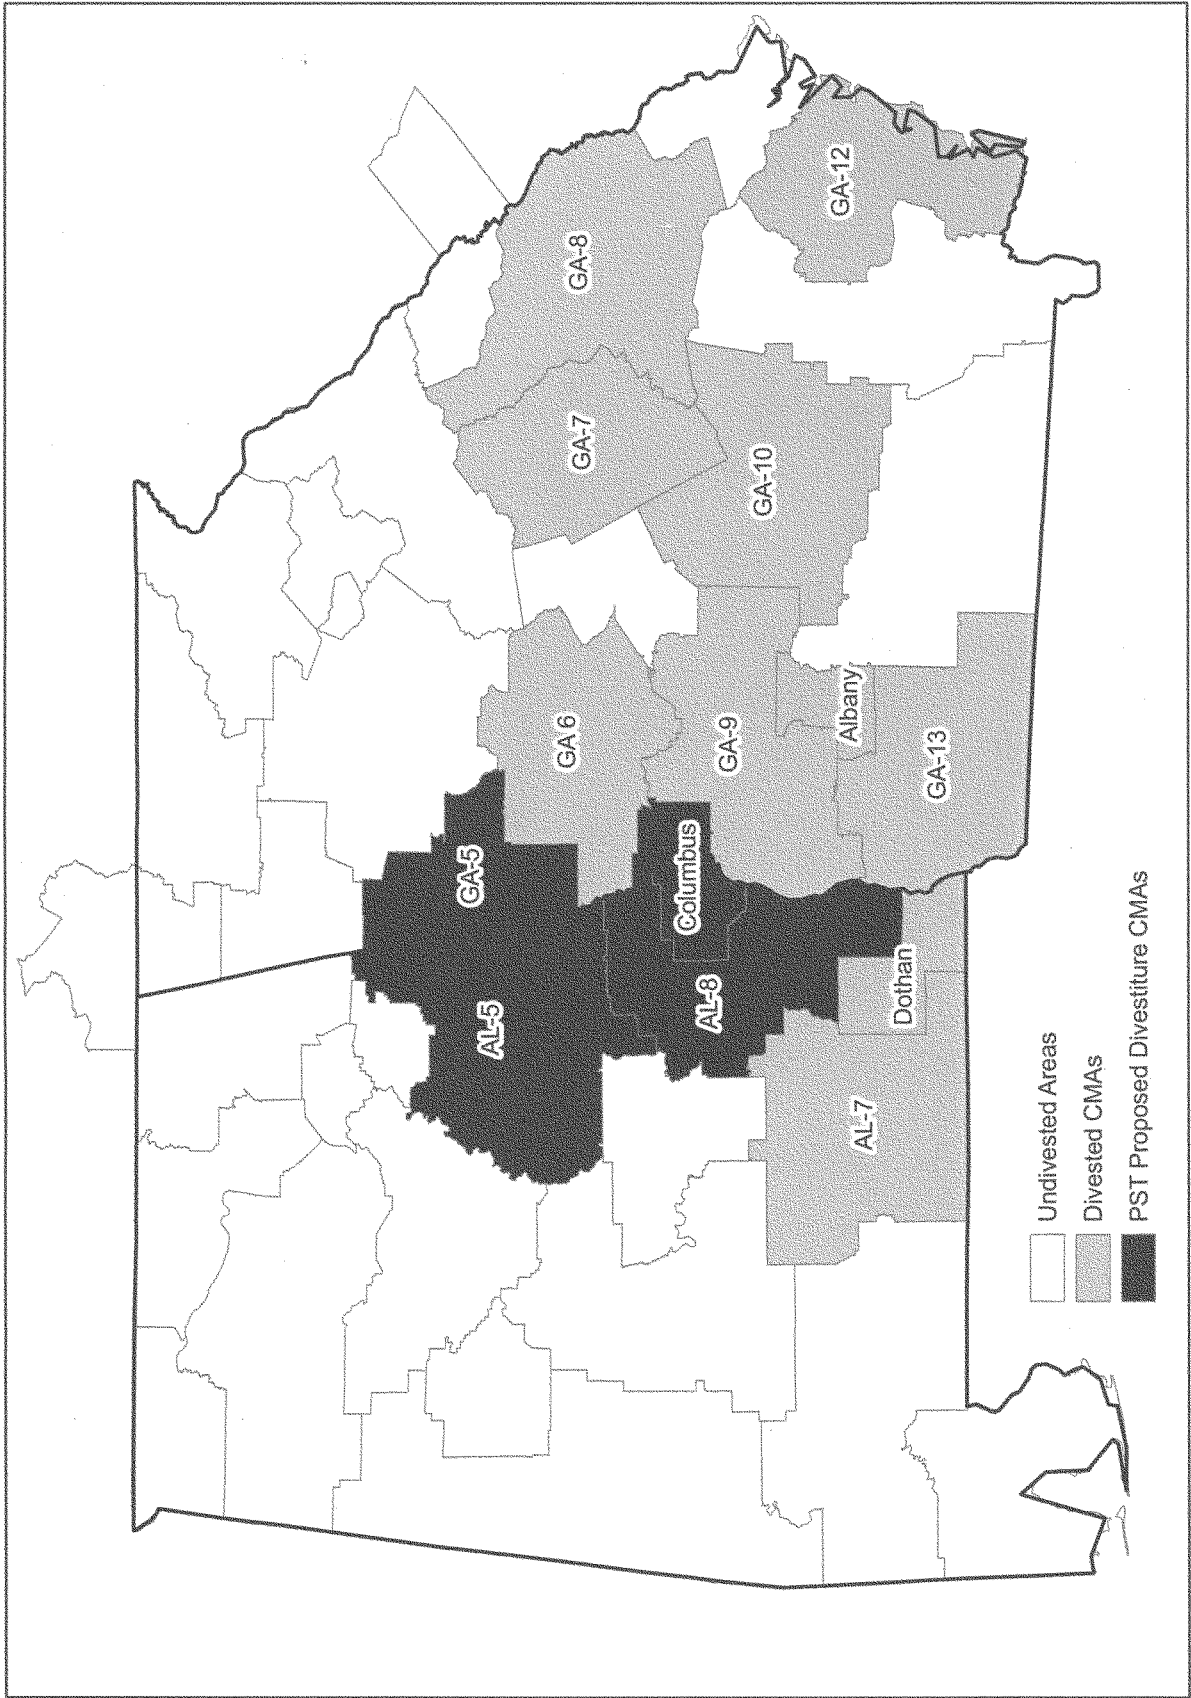 GA-5
AL-5
GA 6
GA-7
GA-8
Columbus
AL-8
GA-9
GA-10
GA-12
Albany
Dothan
AL-7
GA-13
Undivested Areas
Divested CMAs
PST Proposed Divestiture CMAs